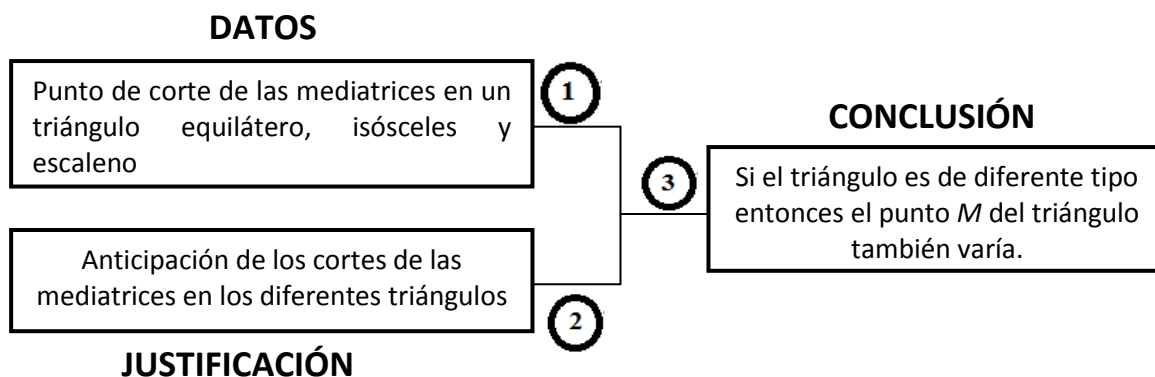 DATOS
Punto de corte de las mediatrices en un
triángulo equilátero, isósceles y
escaleno
1
CONCLUSIÓN
3
Si el triángulo es de diferente tipo
entonces el punto M del triángulo
también varía.
Anticipación de los cortes de las
mediatrices en los diferentes triángulos
2
JUSTIFICACIÓN